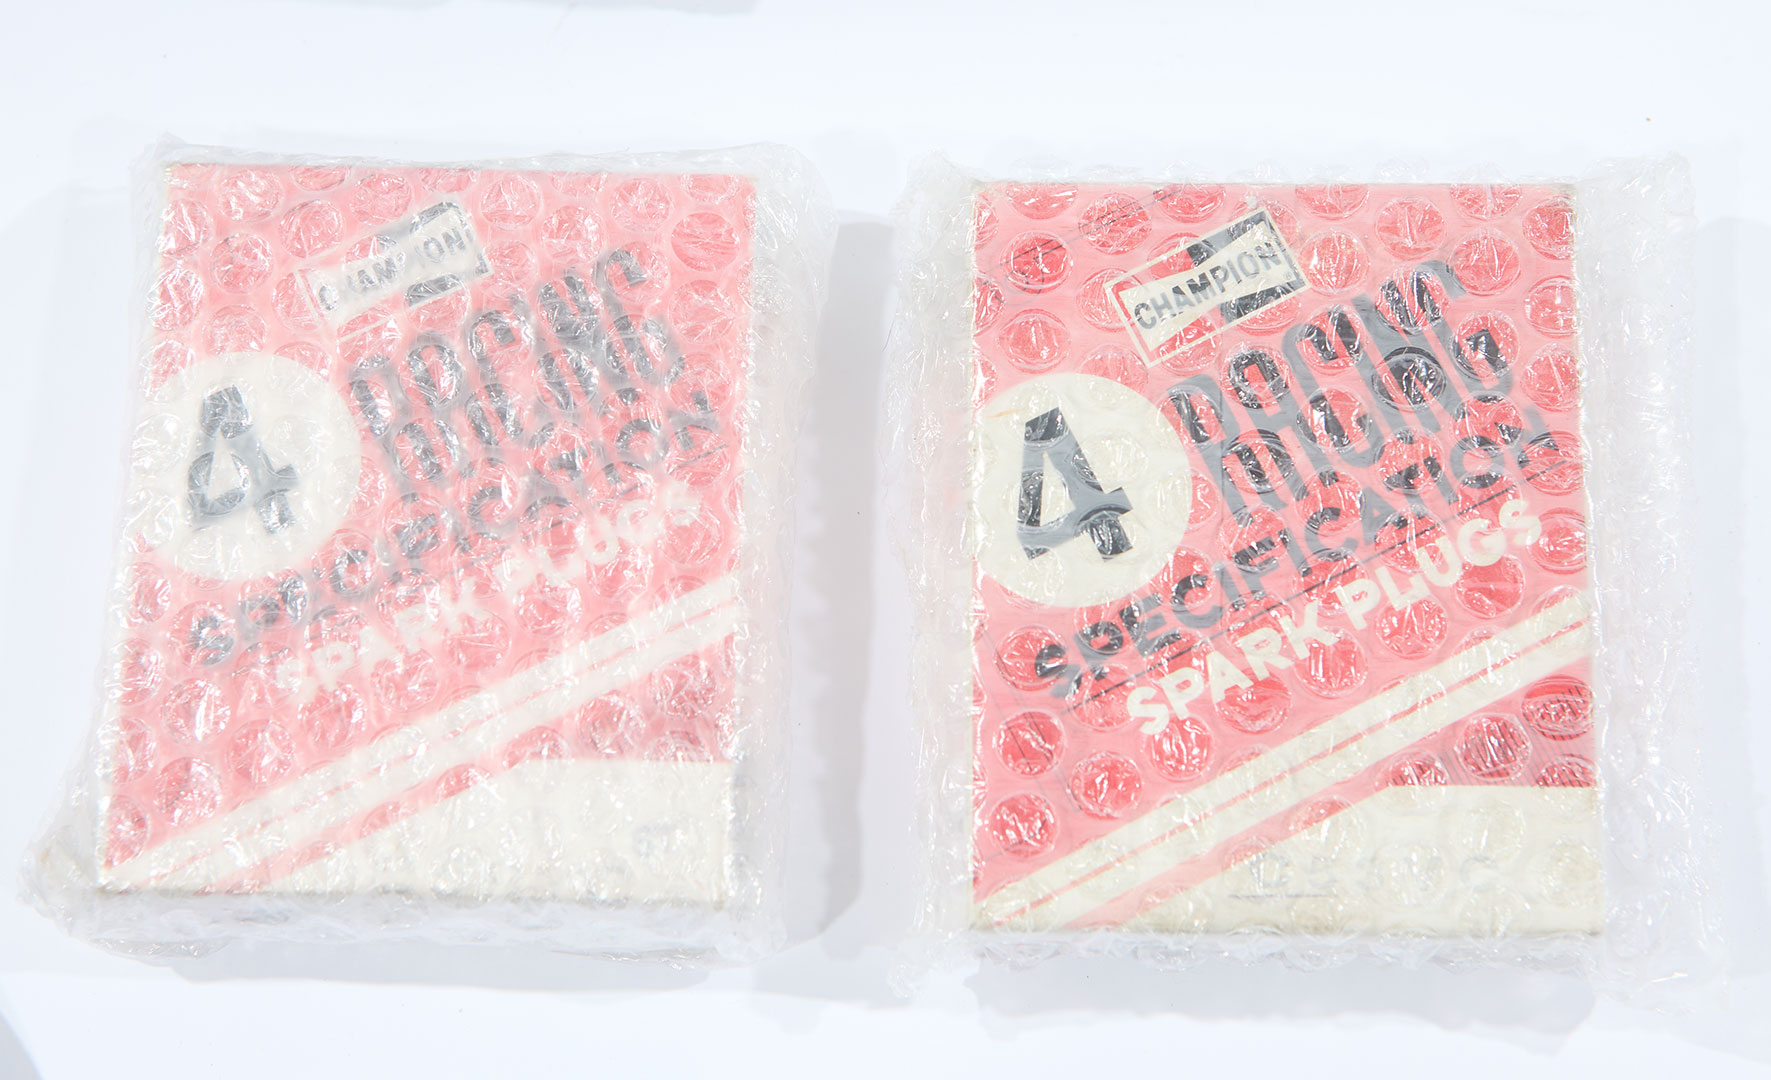 CHAMPION
4
RACING
SPECIFICATION
SPARK PLUGS
CHAMPION
4
RACING
SPECIFICATION
SPARK PLUGS